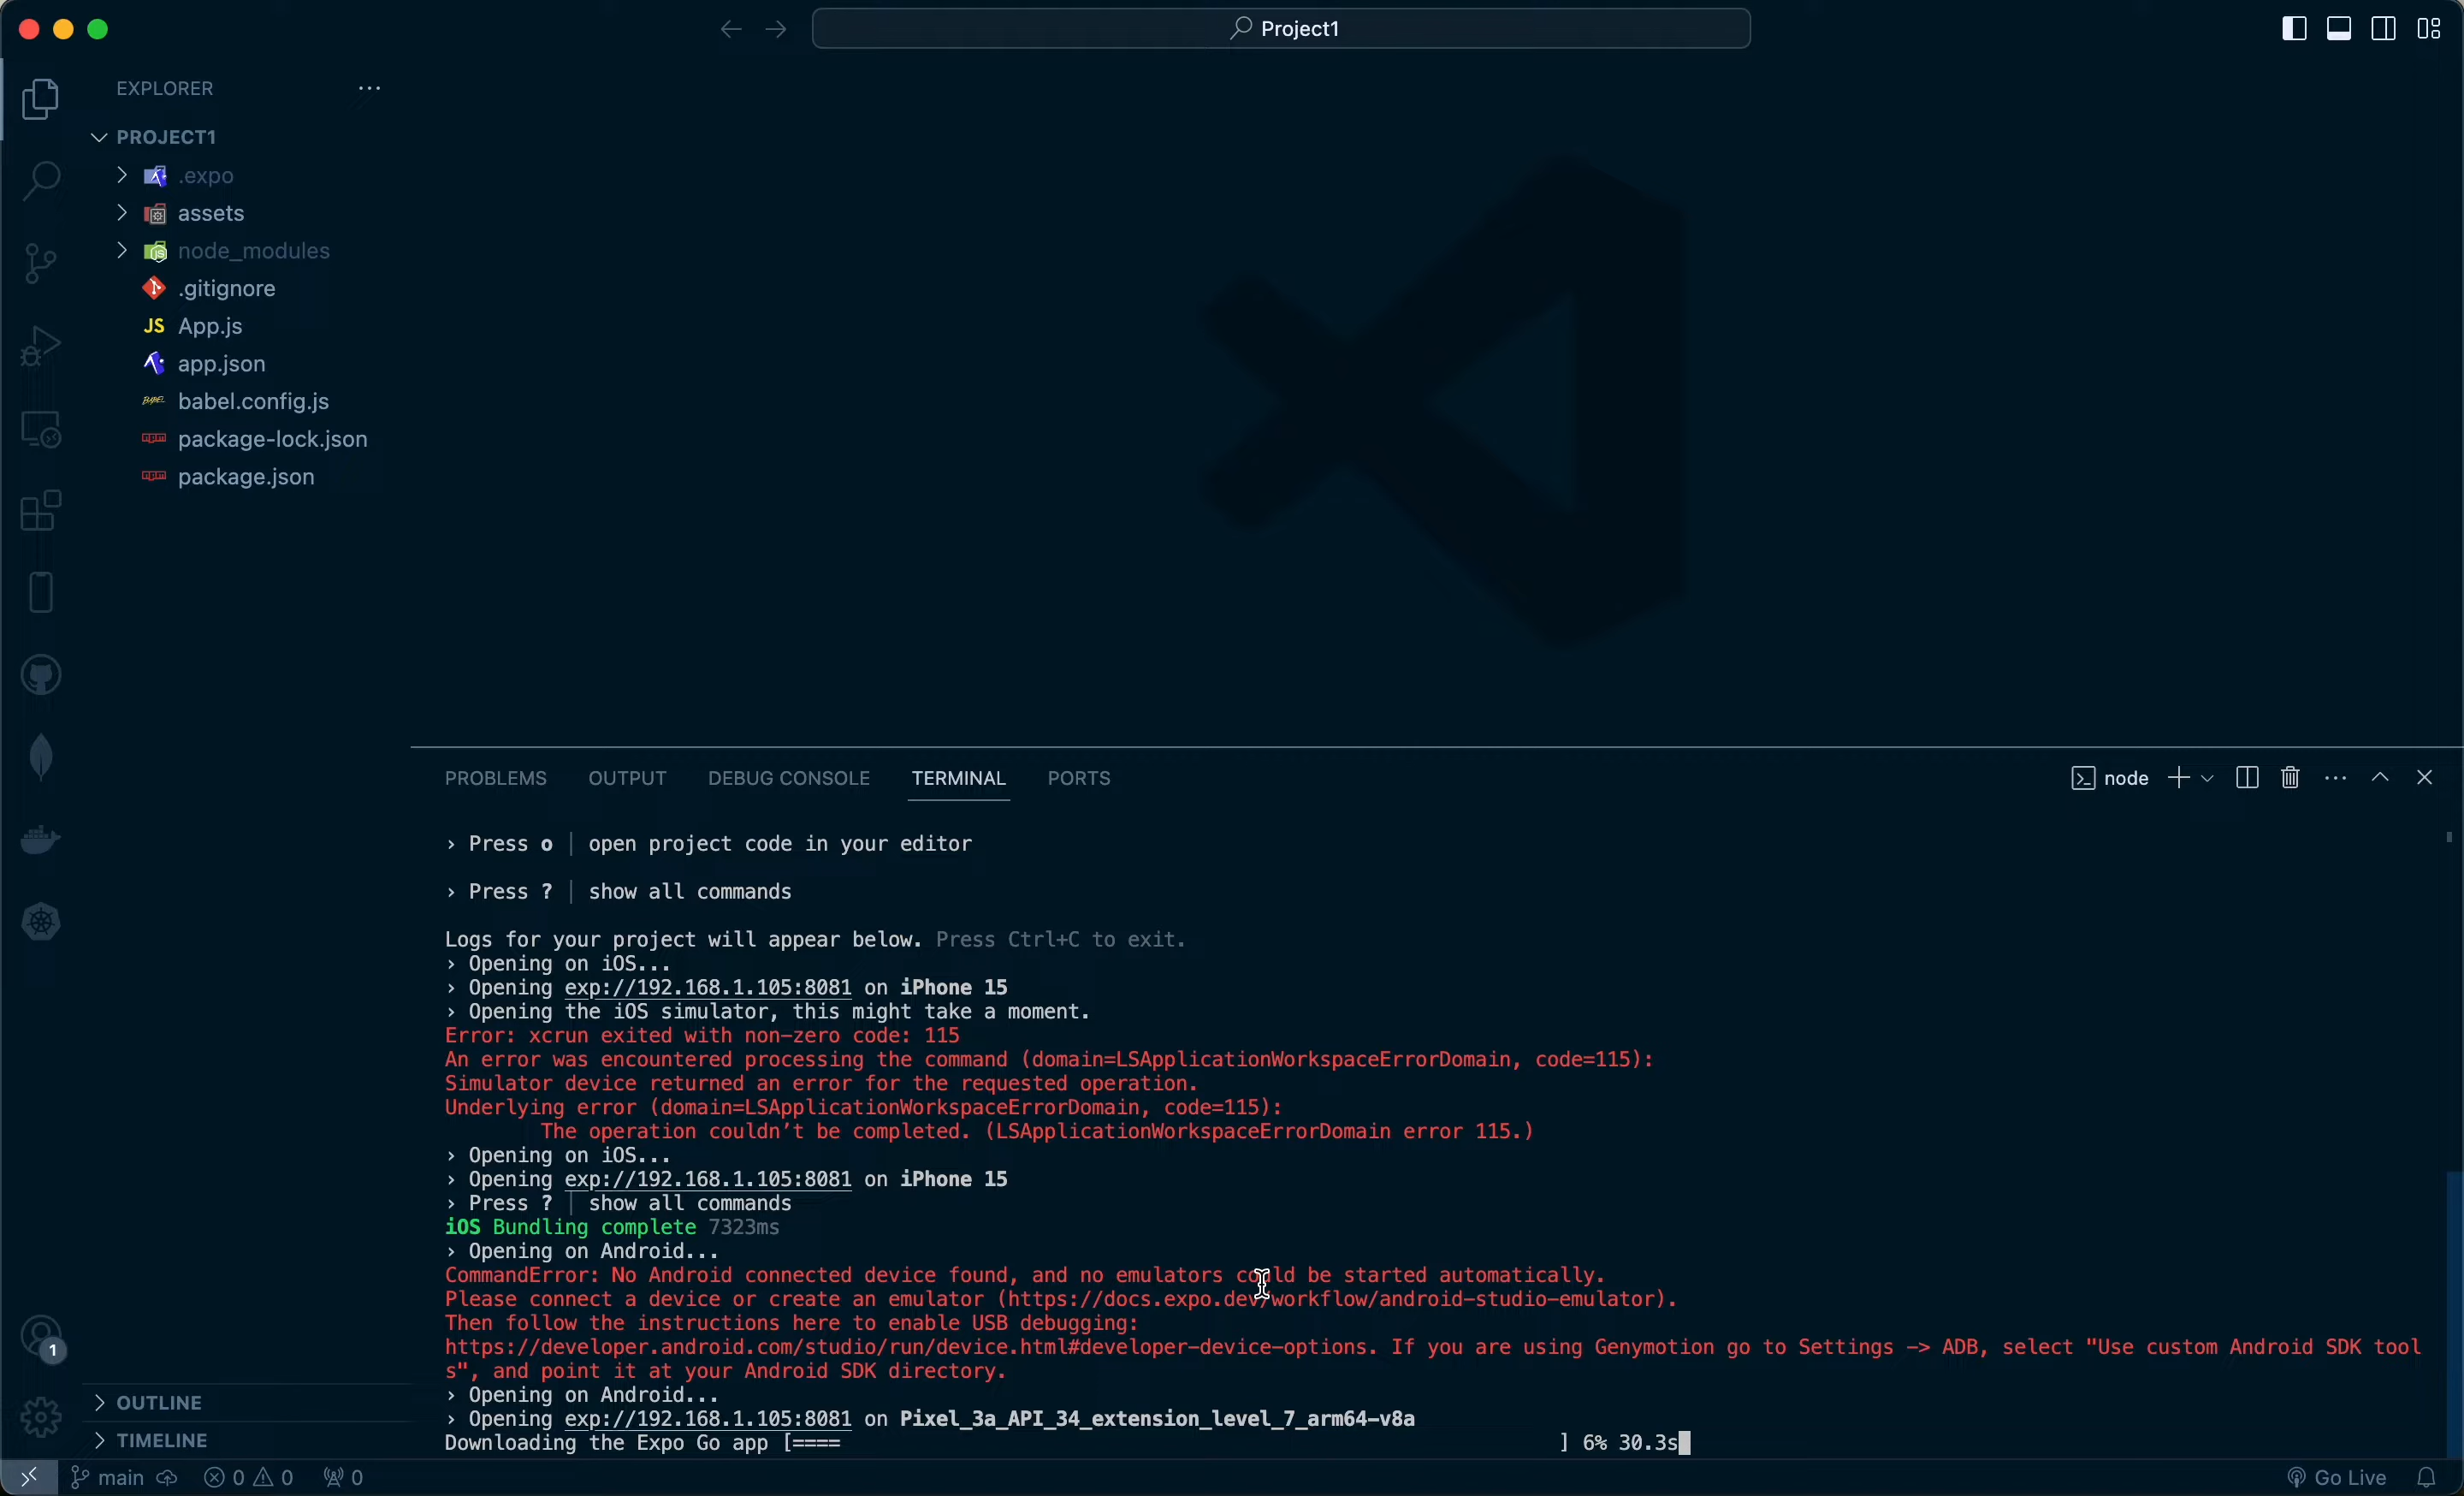 Project1
EXPLORER
PROJECT1
.expo
assets
node_modules
.gitignore
JS App.js
app.json
BABEL babel.config.js
npm package-lock.json
npm package.json
PROBLEMS OUTPUT DEBUG CONSOLE TERMINAL PORTS
node
› Press o │ open project code in your editor
› Press ? │ show all commands
Logs for your project will appear below. Press Ctrl+C to exit.
› Opening on iOS...
› Opening exp://192.168.1.105:8081 on iPhone 15
› Opening the iOS simulator, this might take a moment.
Error: xcrun exited with non-zero code: 115
An error was encountered processing the command (domain=LSApplicationWorkspaceErrorDomain, code=115):
Simulator device returned an error for the requested operation.
Underlying error (domain=LSApplicationWorkspaceErrorDomain, code=115):
The operation couldn’t be completed. (LSApplicationWorkspaceErrorDomain error 115.)
› Opening on iOS...
› Opening exp://192.168.1.105:8081 on iPhone 15
› Press ? │ show all commands
iOS Bundling complete 7323ms
› Opening on Android...
CommandError: No Android connected device found, and no emulators could be started automatically.
Please connect a device or create an emulator (https://docs.expo.dev/workflow/android-studio-emulator).
Then follow the instructions here to enable USB debugging:
https://developer.android.com/studio/run/device.html#developer-device-options. If you are using Genymotion go to Settings -> ADB, select "Use custom Android SDK tool
s", and point it at your Android SDK directory.
› Opening on Android...
› Opening exp://192.168.1.105:8081 on Pixel_3a_API_34_extension_level_7_arm64-v8a
Downloading the Expo Go app [==== ] 6% 30.3s
1
OUTLINE
TIMELINE
main 0 0 0
Go Live